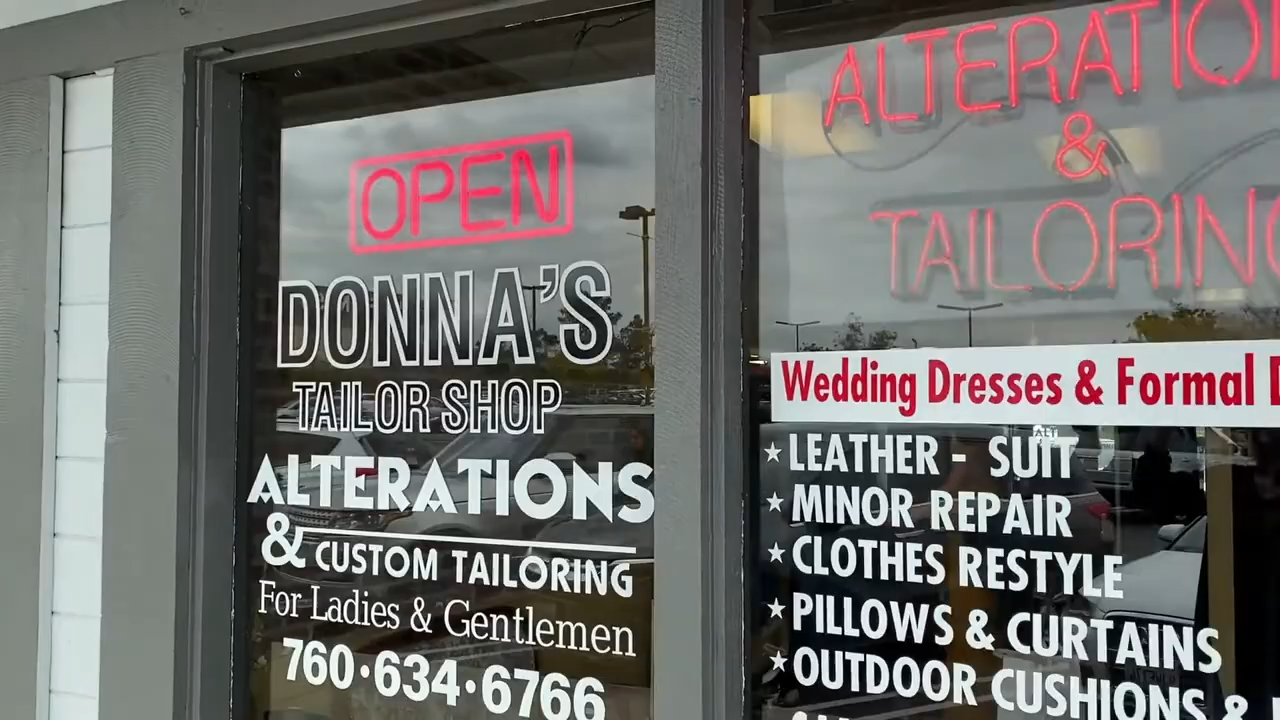 OPEN
DONNA'S
TAILOR SHOP
ALTERATIONS
& CUSTOM TAILORING
For Ladies & Gentlemen
760·634·6766
ALTERATIO
&
TAILORING
Wedding Dresses & Formal
★ LEATHER - SUIT
★ MINOR REPAIR
★ CLOTHES RESTYLE
★ PILLOWS & CURTAINS
★ OUTDOOR CUSHIONS &